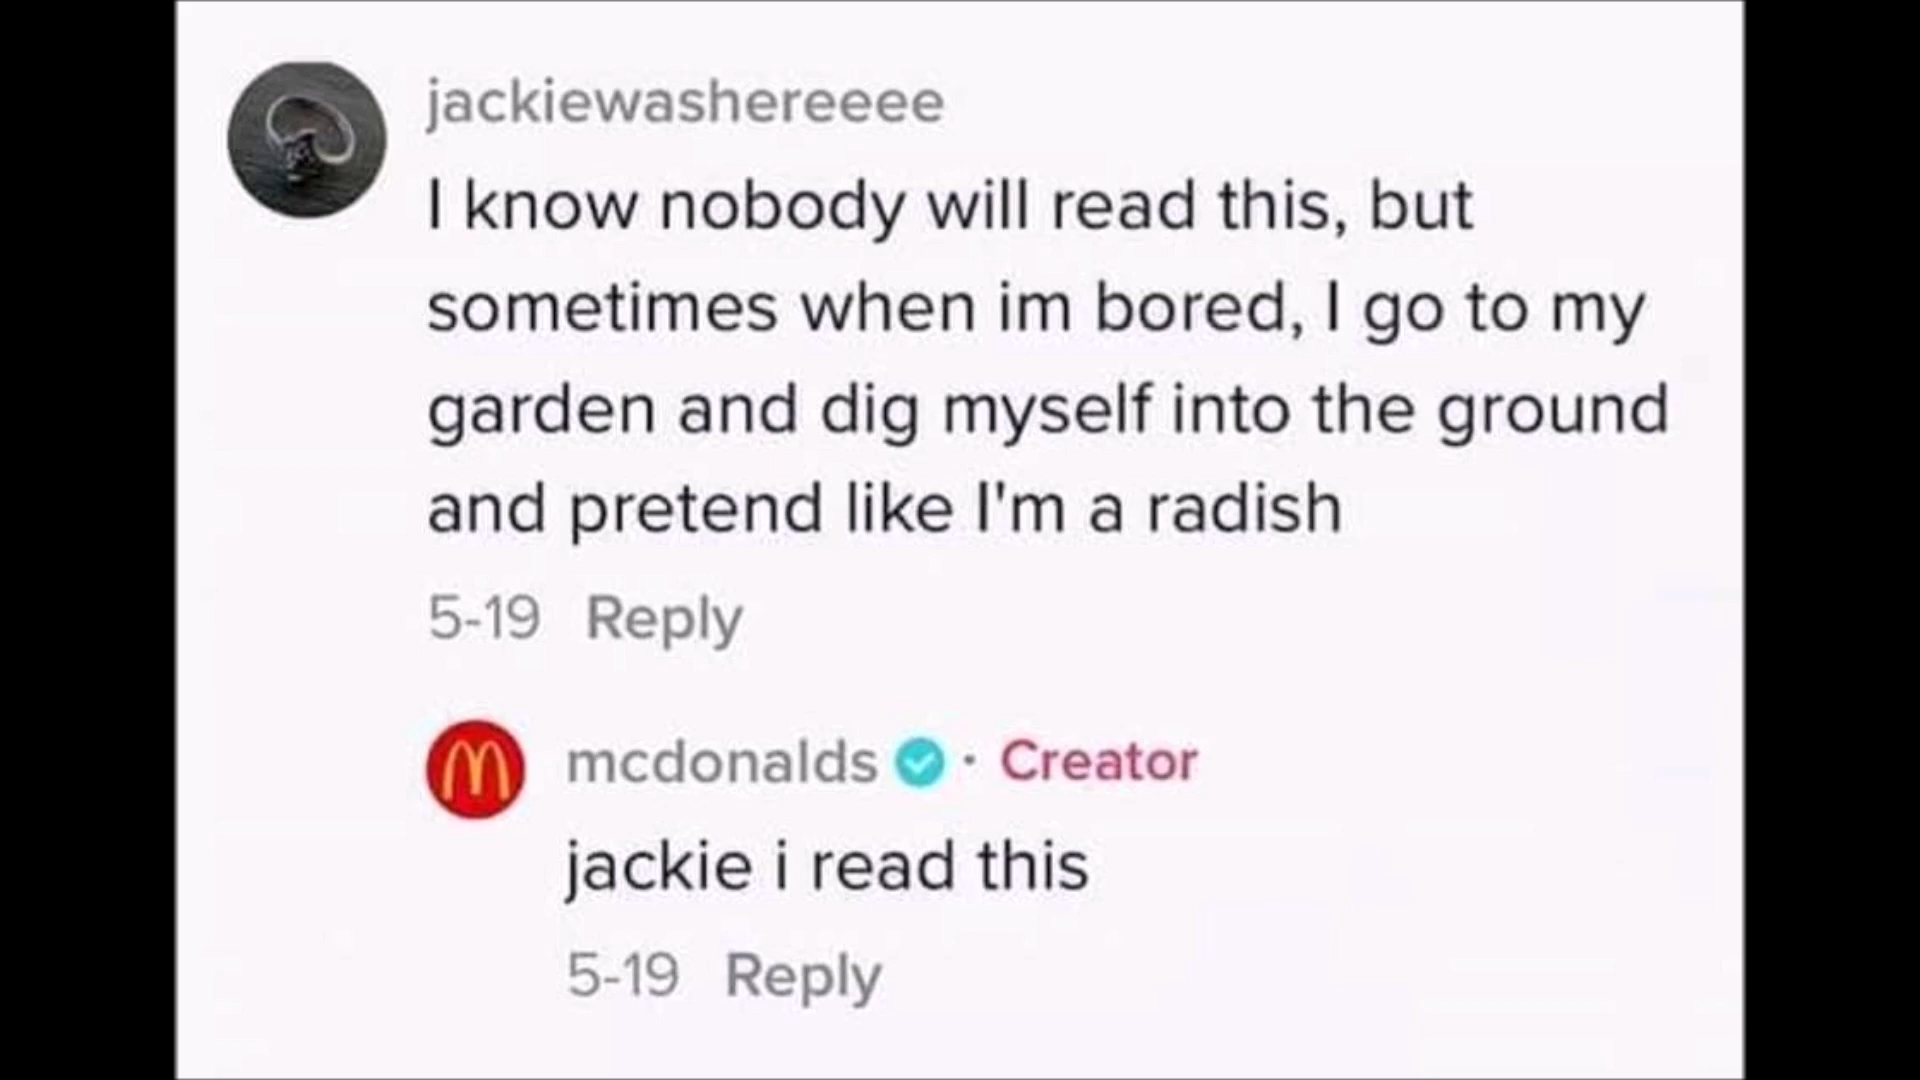 jackiewashereeee
I know nobody will read this, but
sometimes when im bored, I go to my
garden and dig myself into the ground
and pretend like I'm a radish
5-19 Reply
mcdonalds · Creator
jackie i read this
5-19 Reply